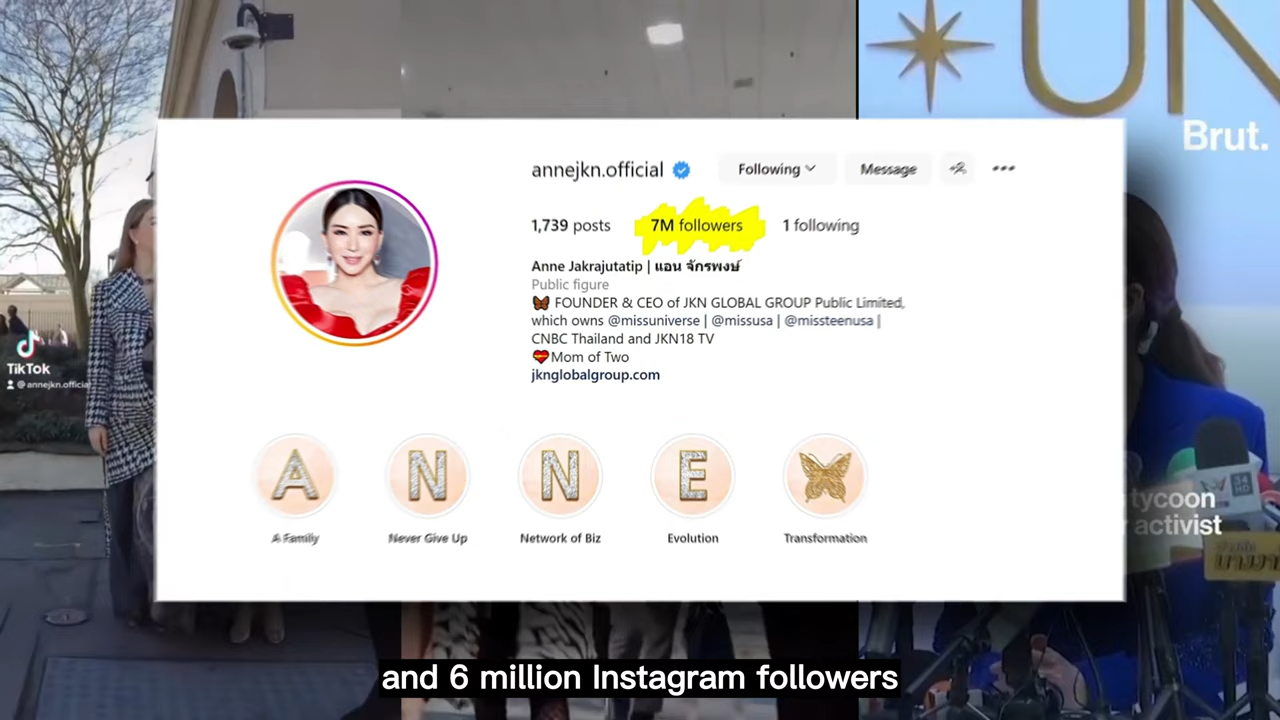 UN
Brut.
annejkn.official
Following
Message
1,739 posts
7M followers
1 following
Anne Jakrajutatip | แอน จักรพงษ์
Public figure
🦋 FOUNDER & CEO of JKN GLOBAL GROUP Public Limited,
which owns @missuniverse | @missusa | @missteenusa |
CNBC Thailand and JKN18 TV
💝Mom of Two
jknglobalgroup.com
TikTok
@annejkn.official
A
N
N
E
A Family
Never Give Up
Network of Biz
Evolution
Transformation
tycoon
activist
and 6 million Instagram followers